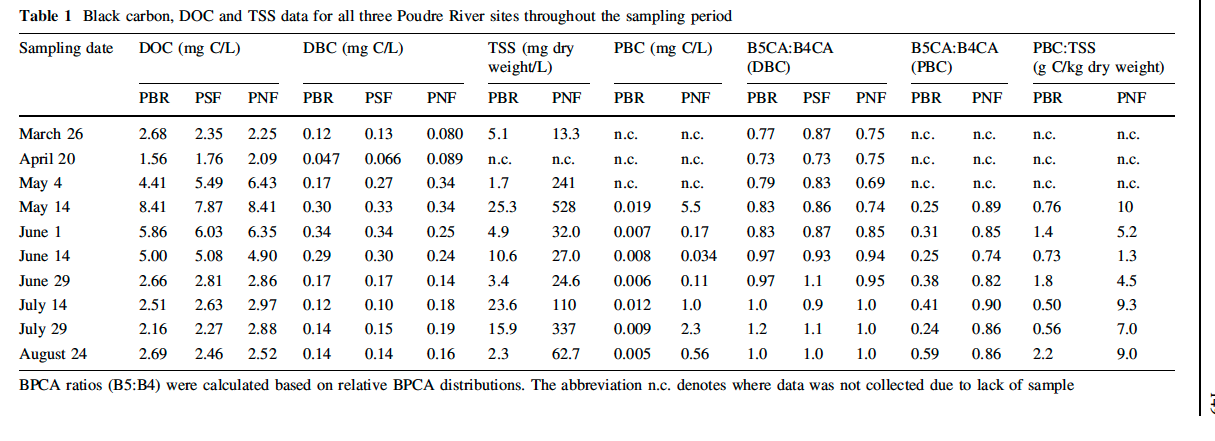 Table 1 Black carbon, DOC and TSS data for all three Poudre River sites throughout the sampling period
Sampling date DOC (mg C/L) DBC (mg C/L) TSS (mg dry weight/L) PBC (mg C/L) B5CA:B4CA (DBC) B5CA:B4CA (PBC) PBC:TSS (g C/kg dry weight)
PBR PSF PNF PBR PSF PNF PBR PNF PBR PNF PBR PSF PNF PBR PNF PBR PNF
March 26 2.68 2.35 2.25 0.12 0.13 0.080 5.1 13.3 n.c. n.c. 0.77 0.87 0.75 n.c. n.c. n.c. n.c.
April 20 1.56 1.76 2.09 0.047 0.066 0.089 n.c. n.c. n.c. n.c. 0.73 0.73 0.75 n.c. n.c. n.c. n.c.
May 4 4.41 5.49 6.43 0.17 0.27 0.34 1.7 241 n.c. n.c. 0.79 0.83 0.69 n.c. n.c. n.c. n.c.
May 14 8.41 7.87 8.41 0.30 0.33 0.34 25.3 528 0.019 5.5 0.83 0.86 0.74 0.25 0.89 0.76 10
June 1 5.86 6.03 6.35 0.34 0.34 0.25 4.9 32.0 0.007 0.17 0.83 0.87 0.85 0.31 0.85 1.4 5.2
June 14 5.00 5.08 4.90 0.29 0.30 0.24 10.6 27.0 0.008 0.034 0.97 0.93 0.94 0.25 0.74 0.73 1.3
June 29 2.66 2.81 2.86 0.17 0.17 0.14 3.4 24.6 0.006 0.11 0.97 1.1 0.95 0.38 0.82 1.8 4.5
July 14 2.51 2.63 2.97 0.12 0.10 0.18 23.6 110 0.012 1.0 1.0 0.9 1.0 0.41 0.90 0.50 9.3
July 29 2.16 2.27 2.88 0.14 0.15 0.19 15.9 337 0.009 2.3 1.2 1.1 1.0 0.24 0.86 0.56 7.0
August 24 2.69 2.46 2.52 0.14 0.14 0.16 2.3 62.7 0.005 0.56 1.0 1.0 1.0 0.59 0.86 2.2 9.0
BPCA ratios (B5:B4) were calculated based on relative BPCA distributions. The abbreviation n.c. denotes where data was not collected due to lack of sample